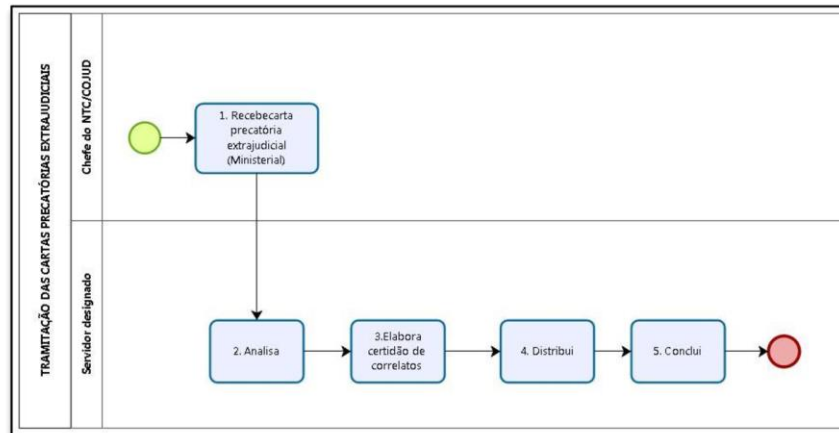 TRAMITAÇÃO DAS CARTAS PRECATÓRIAS EXTRAJUDICIAIS
Chefe do NTC/COJUD
1. Recebecarta
precatória
extrajudicial
(Ministerial)
Servidor designado
2. Analisa
3.Elabora
certidão de
correlatos
4. Distribui
5. Conclui